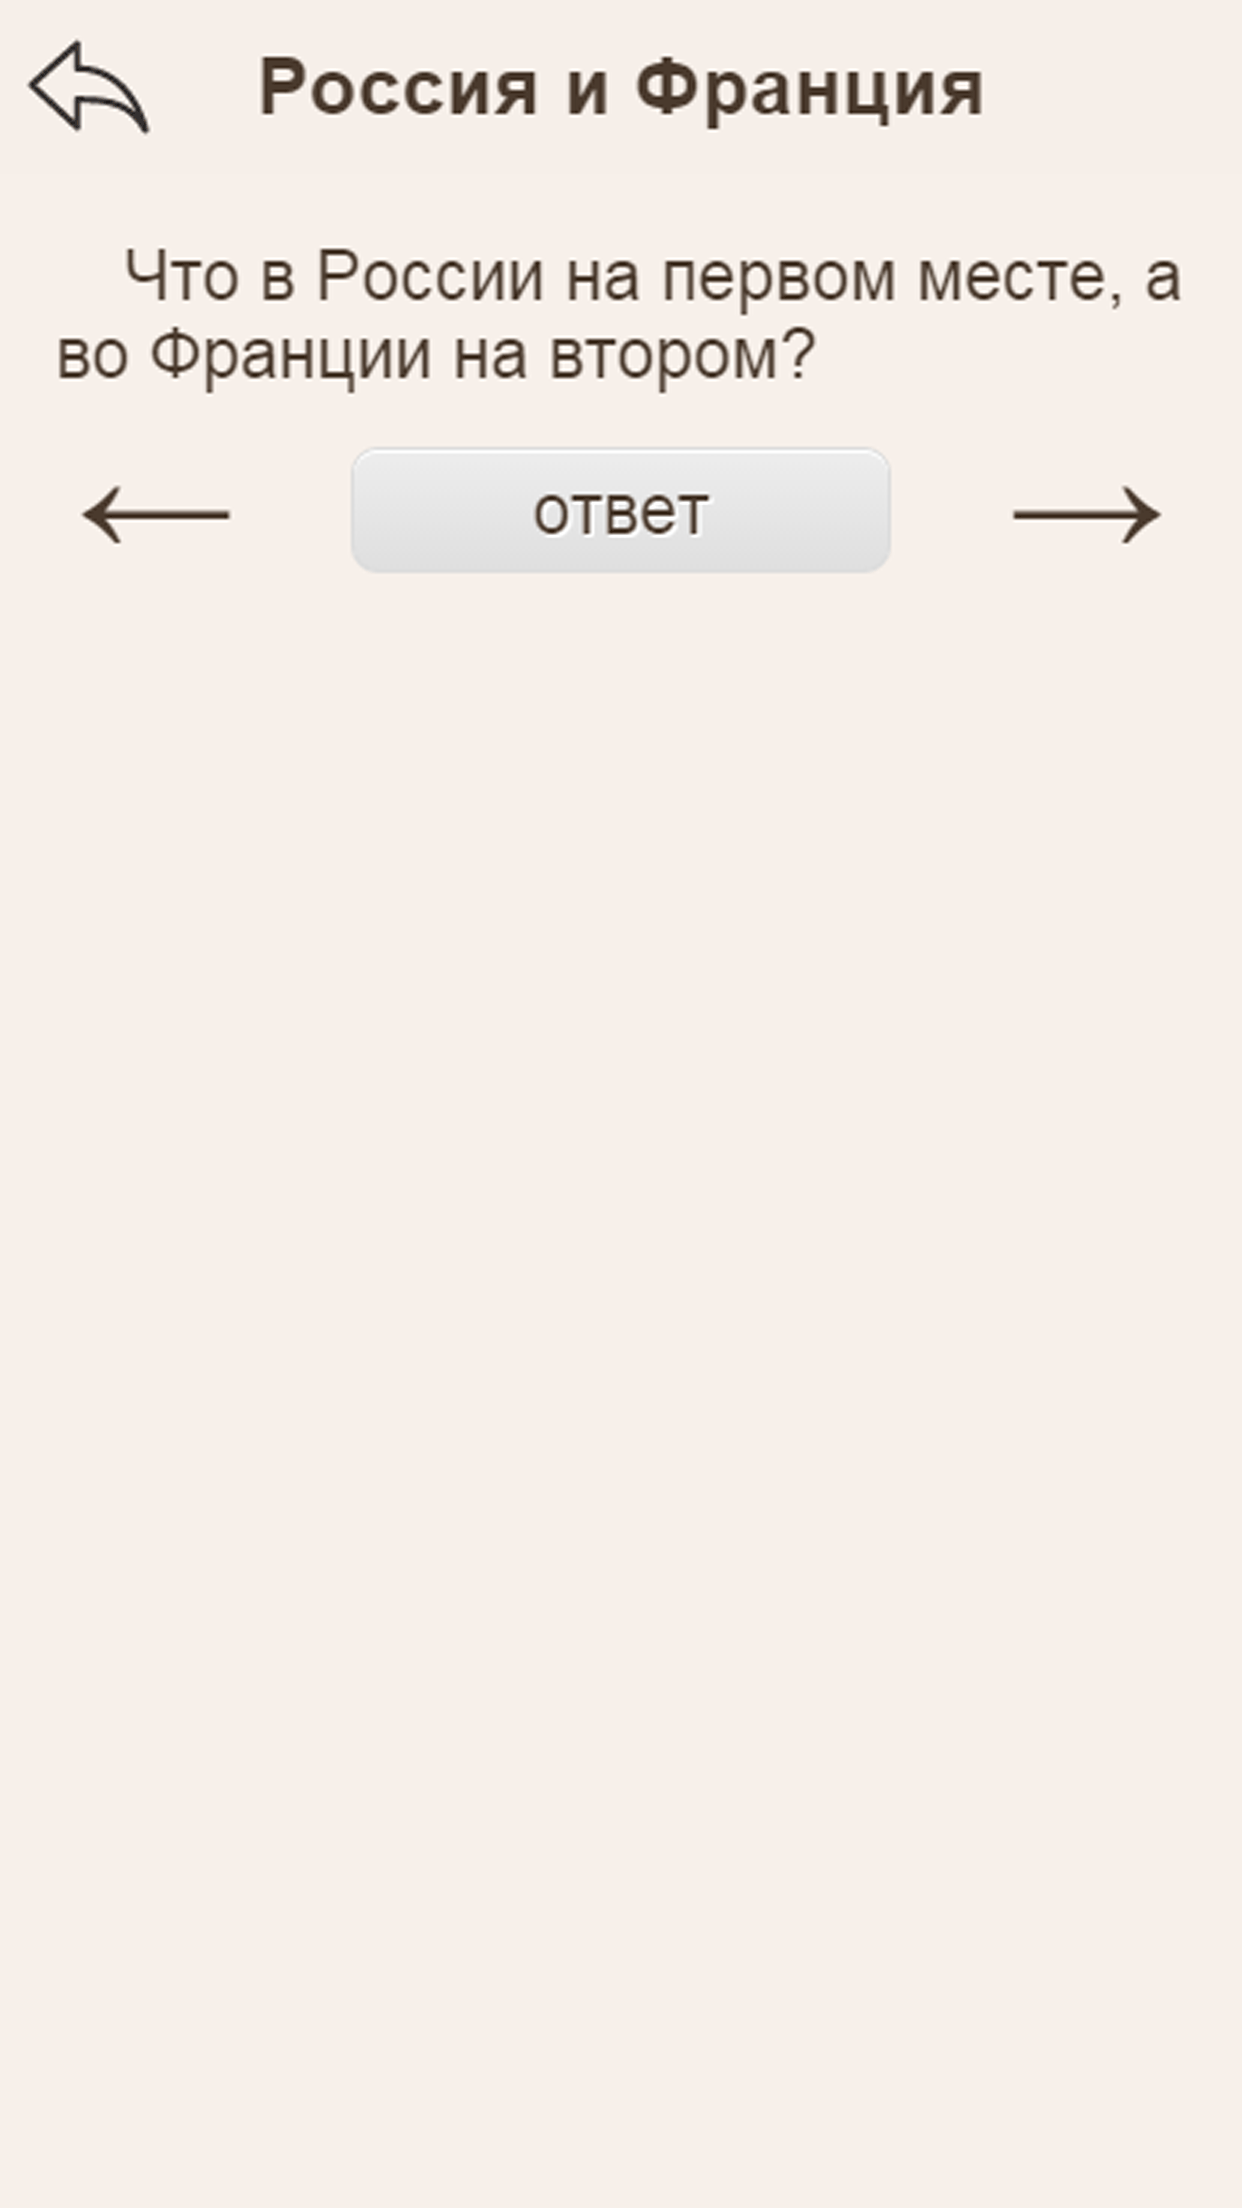 Россия и Франция
Что в России на первом месте, а
во Франции на втором?
ответ